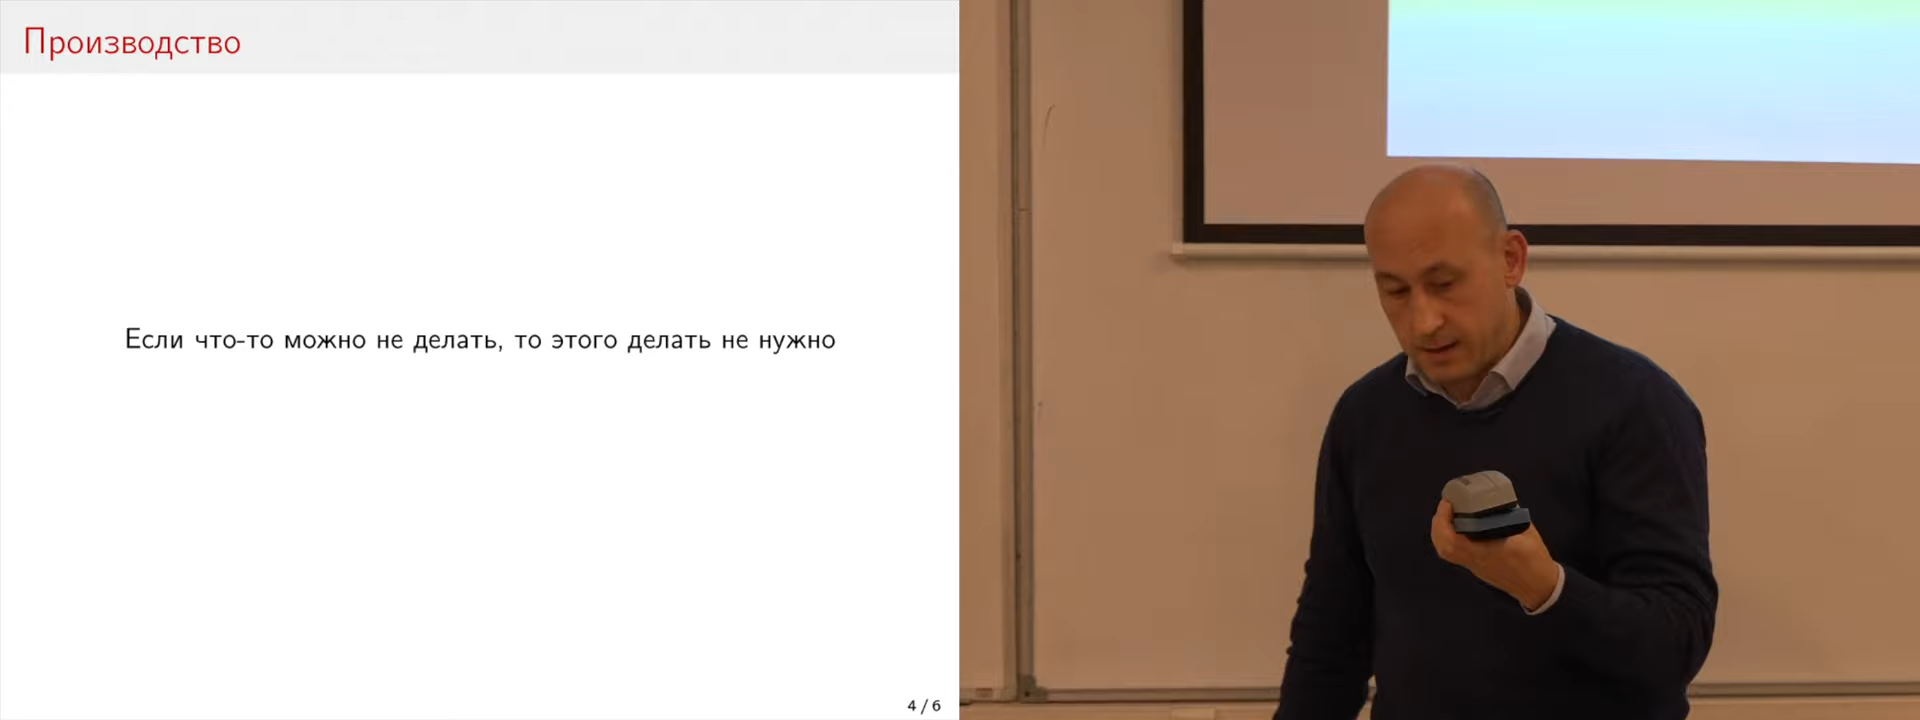 Производство
Если что-то можно не делать, то этого делать не нужно
4 / 6